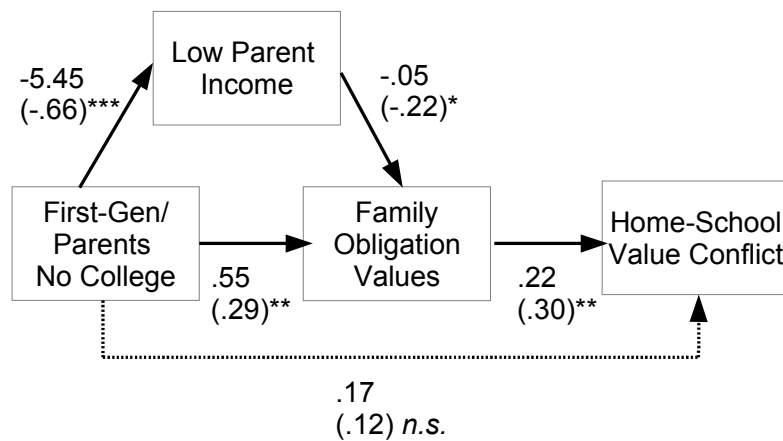 Low Parent
Income
-5.45
(-.66)***
-.05
(-.22)*
First-Gen/
Parents
No College
Family
Obligation
Values
Home-School
Value Conflict
.55
(.29)**
.22
(.30)**
.17
(.12) n.s.